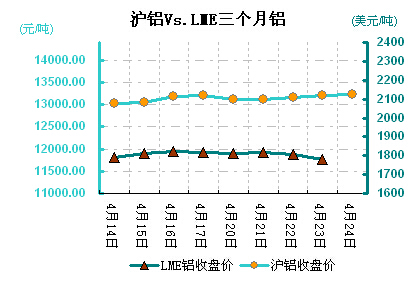 沪铝Vs.LME三个月铝
(元/吨)
(美元/吨)
14000.00
13000.00
12000.00
11000.00
13500.00
12500.00
11500.00
2400
2300
2200
2100
2000
1900
1800
1700
1600
4月14日
4月15日
4月16日
4月17日
4月20日
4月21日
4月22日
4月23日
4月24日
LME铝收盘价
沪铝收盘价